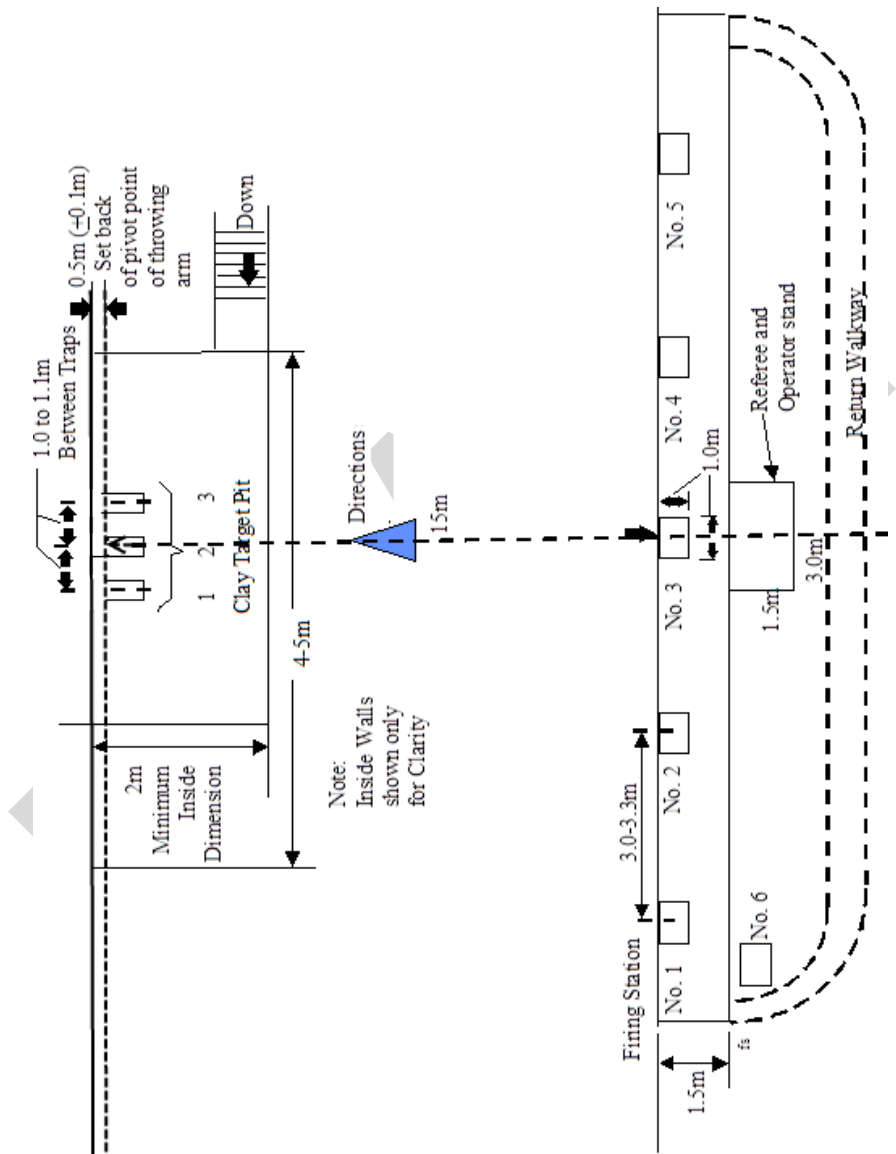 1.0 to 1.1m
Between Traps
0.5m (±0.1m)
Set back
of pivot point
of throwing
arm
Down
1
2
3
Clay Target Pit
2m
Minimum
Inside
Dimension
4-5m
Directions
15m
Note:
Inside Walls
shown only
for Clarity
Firing Station
3.0-3.3m
No. 1
No. 2
No. 3
No. 4
No. 5
1.0m
1.5m
fs
No. 6
1.5m
3.0m
Referee and
Operator stand
Return Walkway